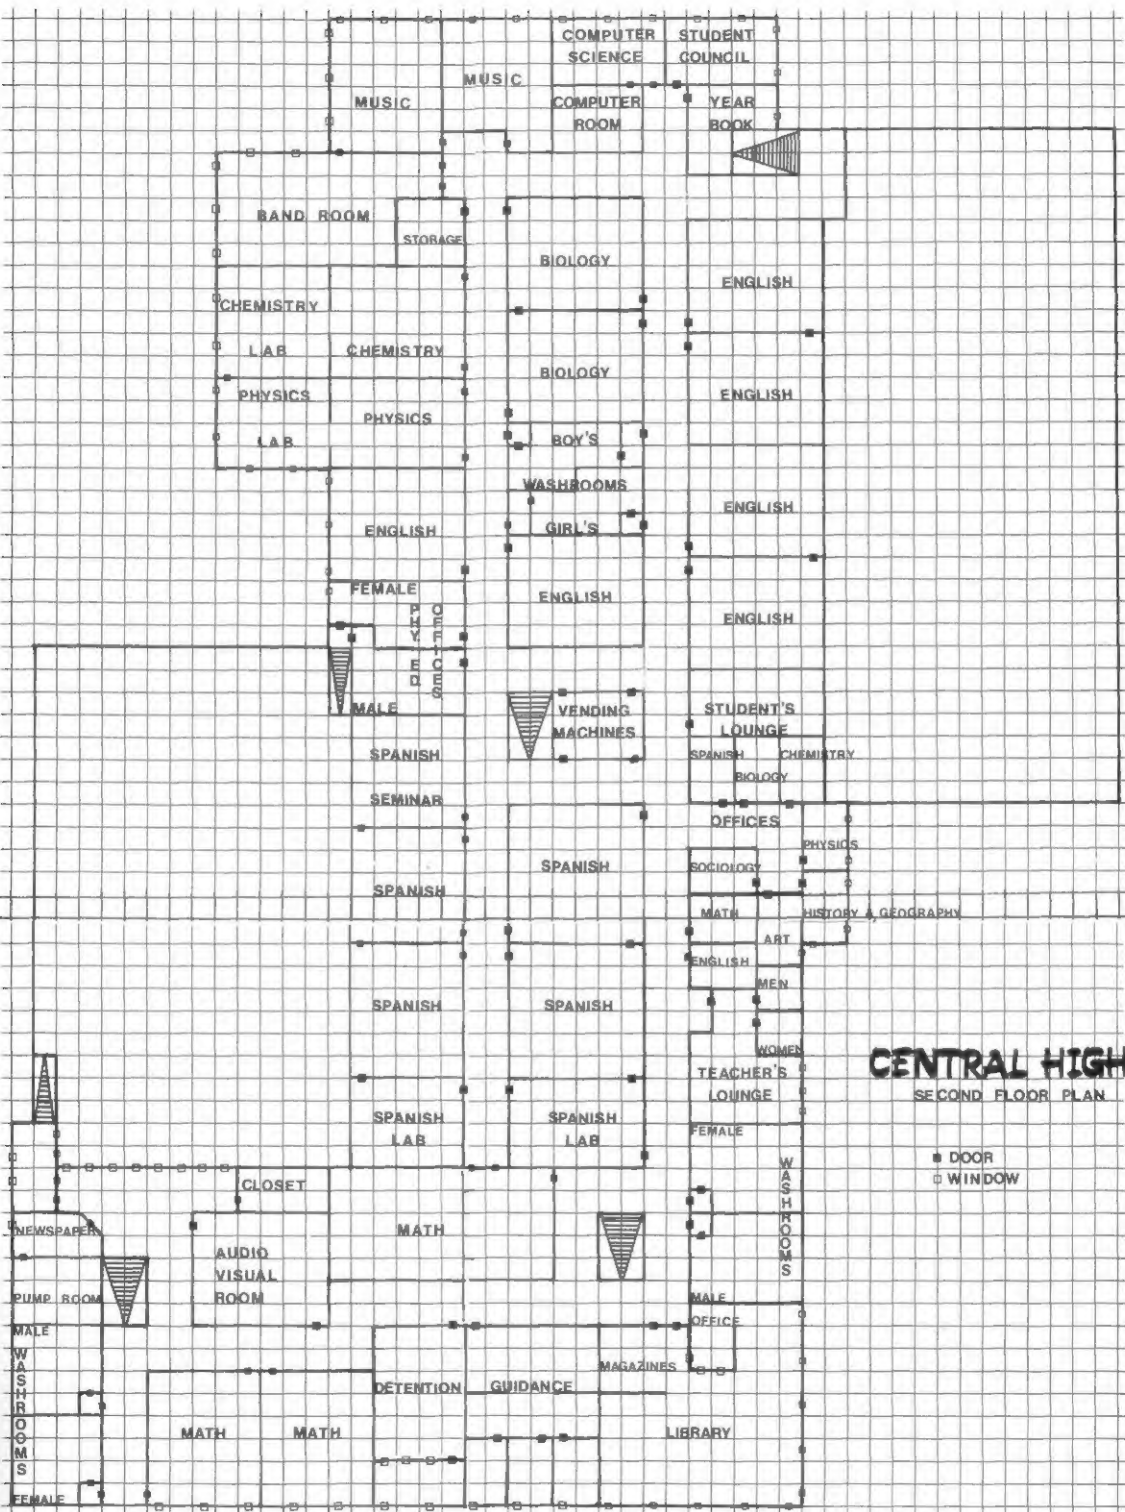 COMPUTER SCIENCE
STUDENT COUNCIL
MUSIC
MUSIC
COMPUTER ROOM
YEAR BOOK
BAND ROOM
STORAGE
BIOLOGY
ENGLISH
CHEMISTRY LAB
CHEMISTRY
BIOLOGY
ENGLISH
PHYSICS LAB
PHYSICS
BOY'S
WASHROOMS
GIRL'S
ENGLISH
ENGLISH
ENGLISH
ENGLISH
FEMALE
PHY. ED. OFFICES
MALE
VENDING MACHINES
STUDENT'S LOUNGE
SPANISH SEMINAR
SPANISH
BIOLOGY
CHEMISTRY
OFFICES
PHYSICS
SPANISH
SPANISH
SOCIOLOGY
MATH
HISTORY & GEOGRAPHY
ART
ENGLISH
MEN
SPANISH
SPANISH
WOMEN
TEACHER'S LOUNGE
CENTRAL HIGH
SECOND FLOOR PLAN
DOOR
WINDOW
SPANISH LAB
SPANISH LAB
FEMALE
WASHROOMS
MALE
CLOSET
MATH
NEWSPAPER
AUDIO VISUAL ROOM
PUMP ROOM
MALE
WASHROOMS
FEMALE
OFFICE
MAGAZINES
DETENTION
GUIDANCE
MATH
MATH
LIBRARY